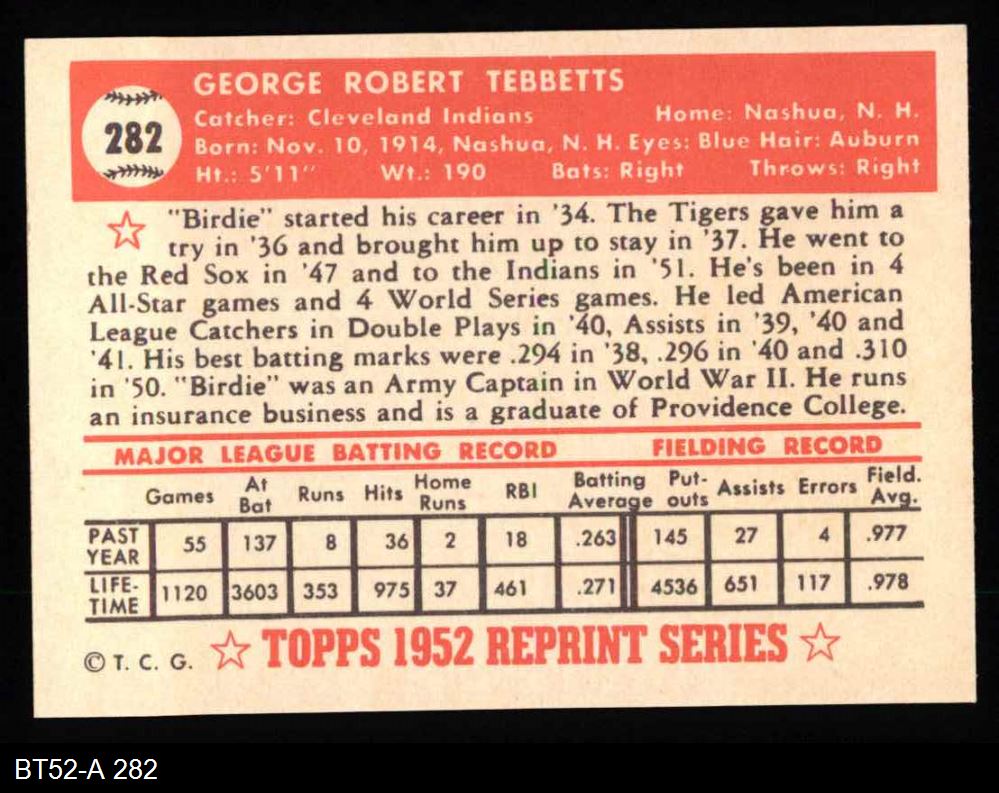 282
GEORGE ROBERT TEBBETTS
Catcher: Cleveland Indians Home: Nashua, N. H.
Born: Nov. 10, 1914, Nashua, N. H. Eyes: Blue Hair: Auburn
Ht.: 5'11" Wt.: 190 Bats: Right Throws: Right
"Birdie" started his career in '34. The Tigers gave him a
try in '36 and brought him up to stay in '37. He went to
the Red Sox in '47 and to the Indians in '51. He's been in 4
All-Star games and 4 World Series games. He led American
League Catchers in Double Plays in '40, Assists in '39, '40 and
'41. His best batting marks were .294 in '38, .296 in '40 and .310
in '50. "Birdie" was an Army Captain in World War II. He runs
an insurance business and is a graduate of Providence College.
MAJOR LEAGUE BATTING RECORD FIELDING RECORD
Games At Bat Runs Hits Home Runs RBI Batting Average Put-outs Assists Errors Field. Avg.
PAST YEAR 55 137 8 36 2 18 .263 145 27 4 .977
LIFE-TIME 1120 3603 353 975 37 461 .271 4536 651 117 .978
© T. C. G. ☆ TOPPS 1952 REPRINT SERIES ☆
BT52-A 282